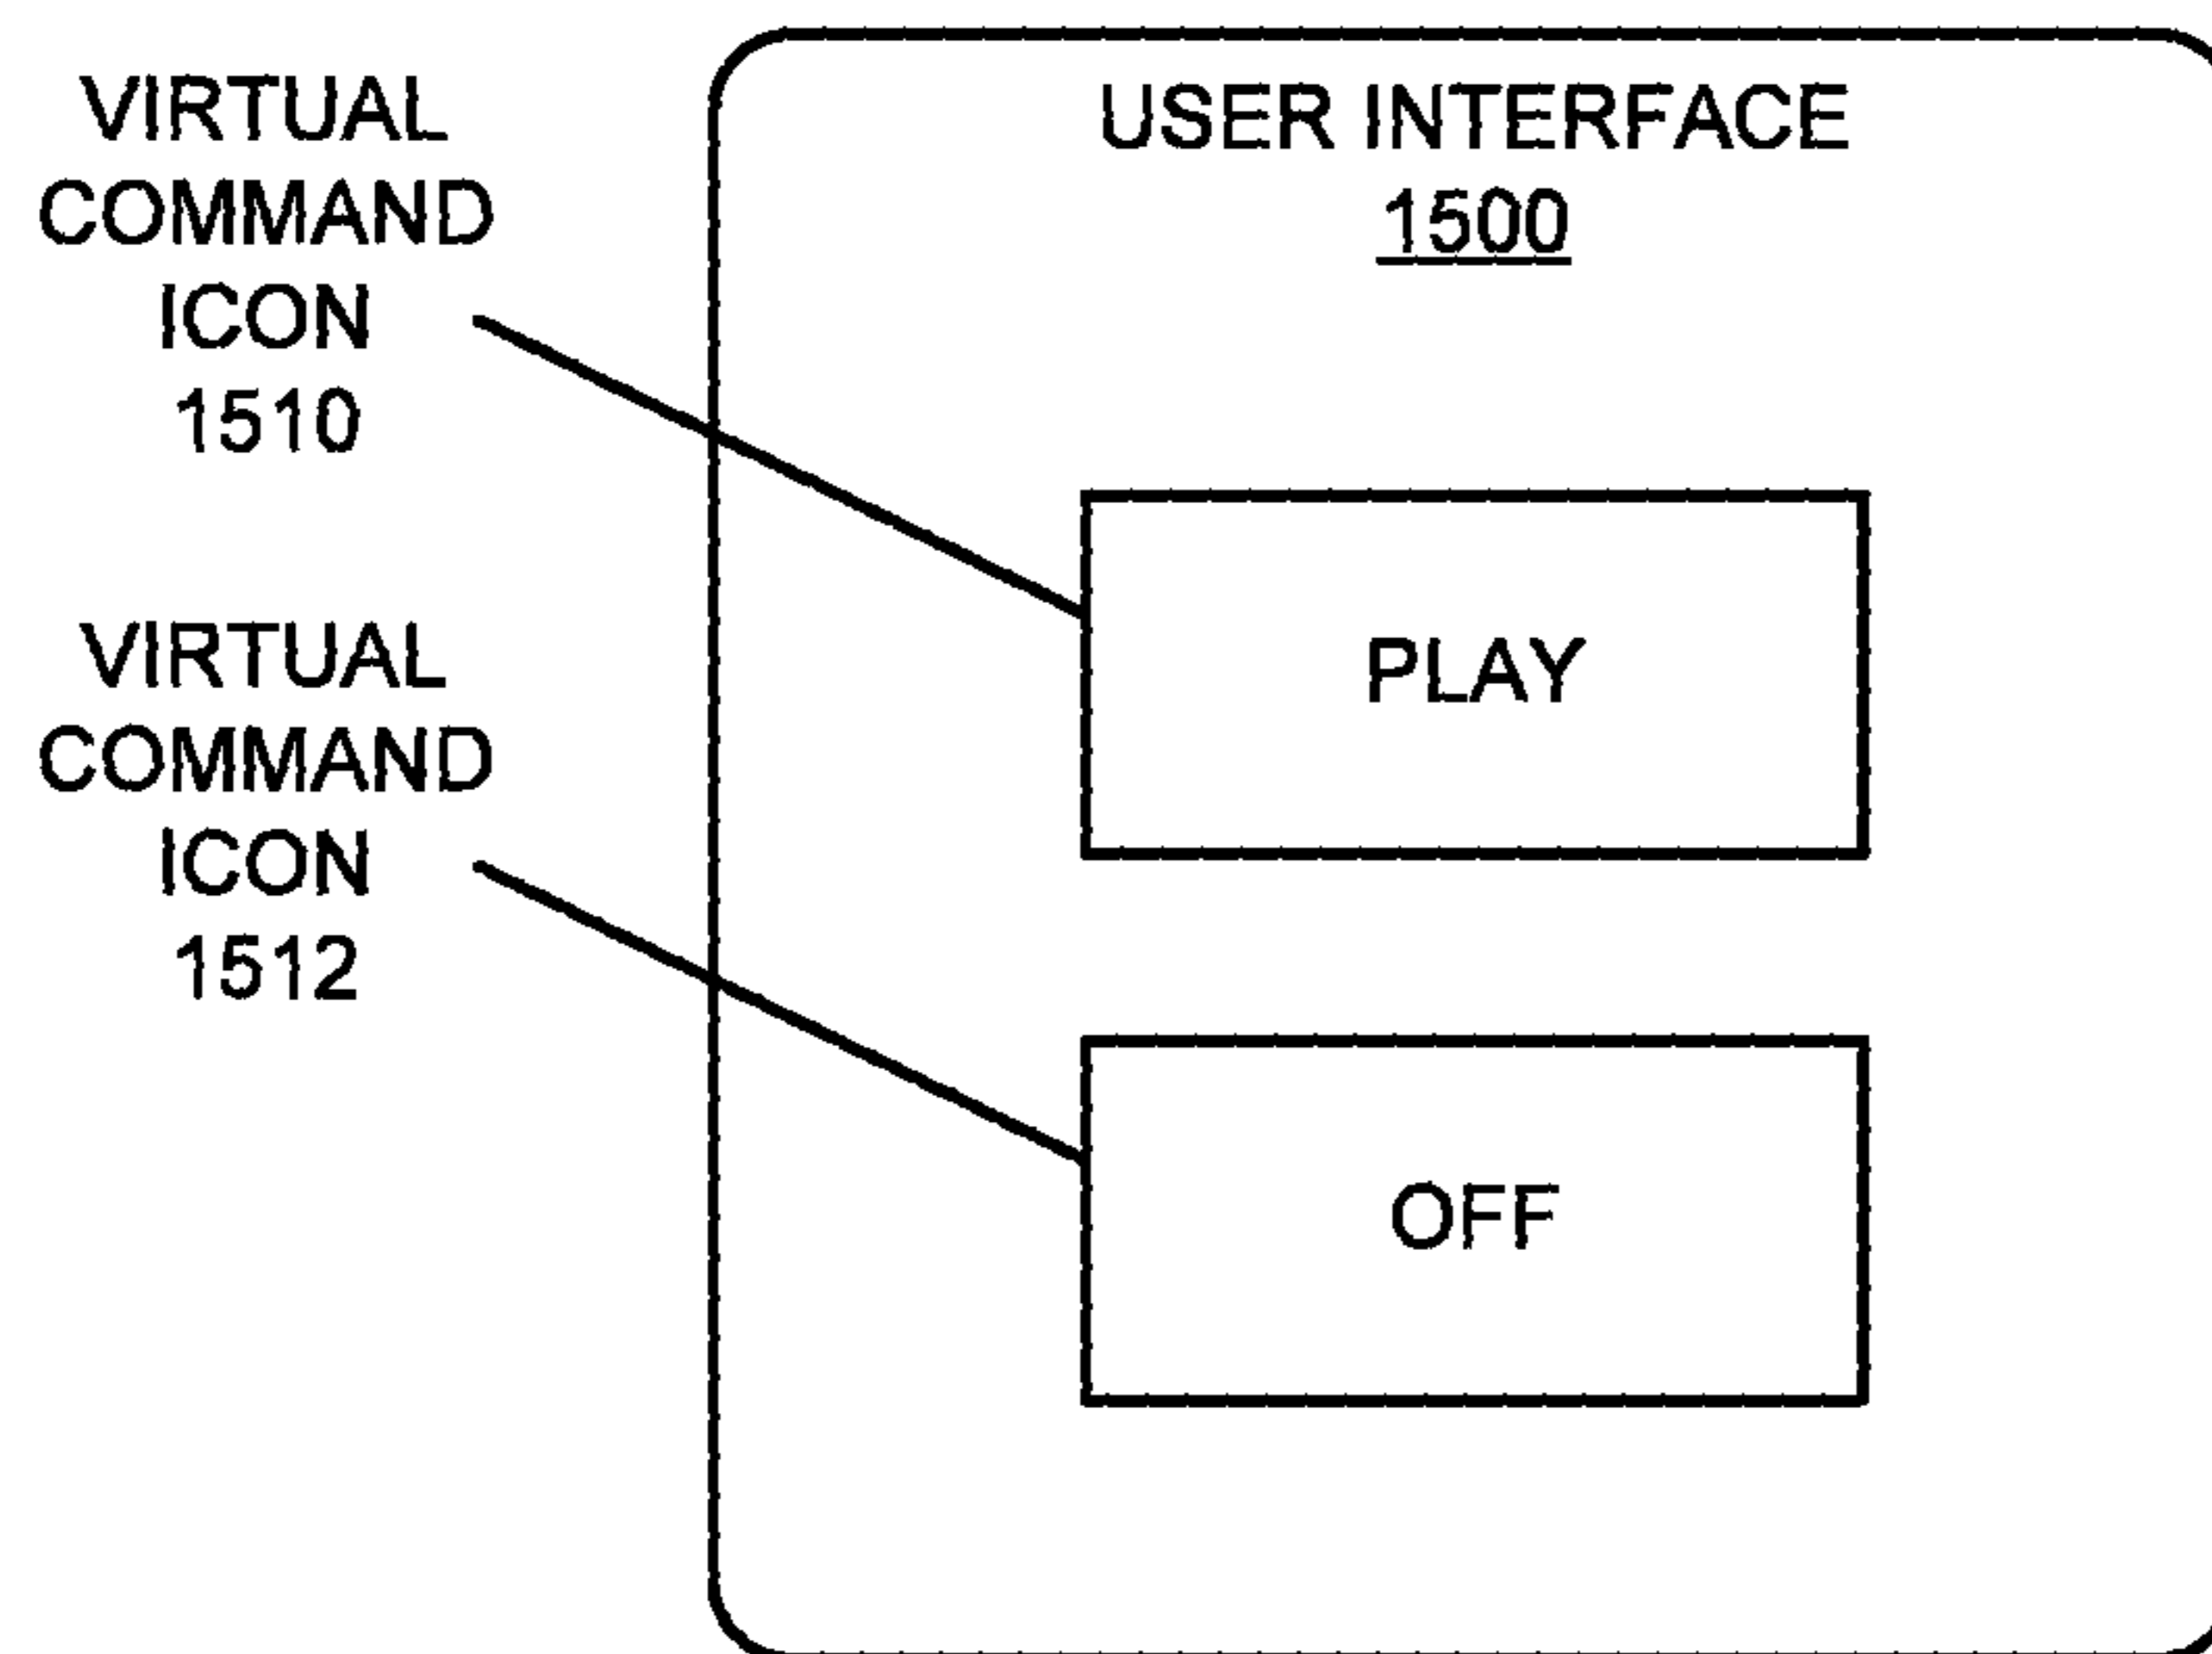 VIRTUAL
COMMAND
ICON
1510
VIRTUAL
COMMAND
ICON
1512
USER INTERFACE
1500
PLAY
OFF